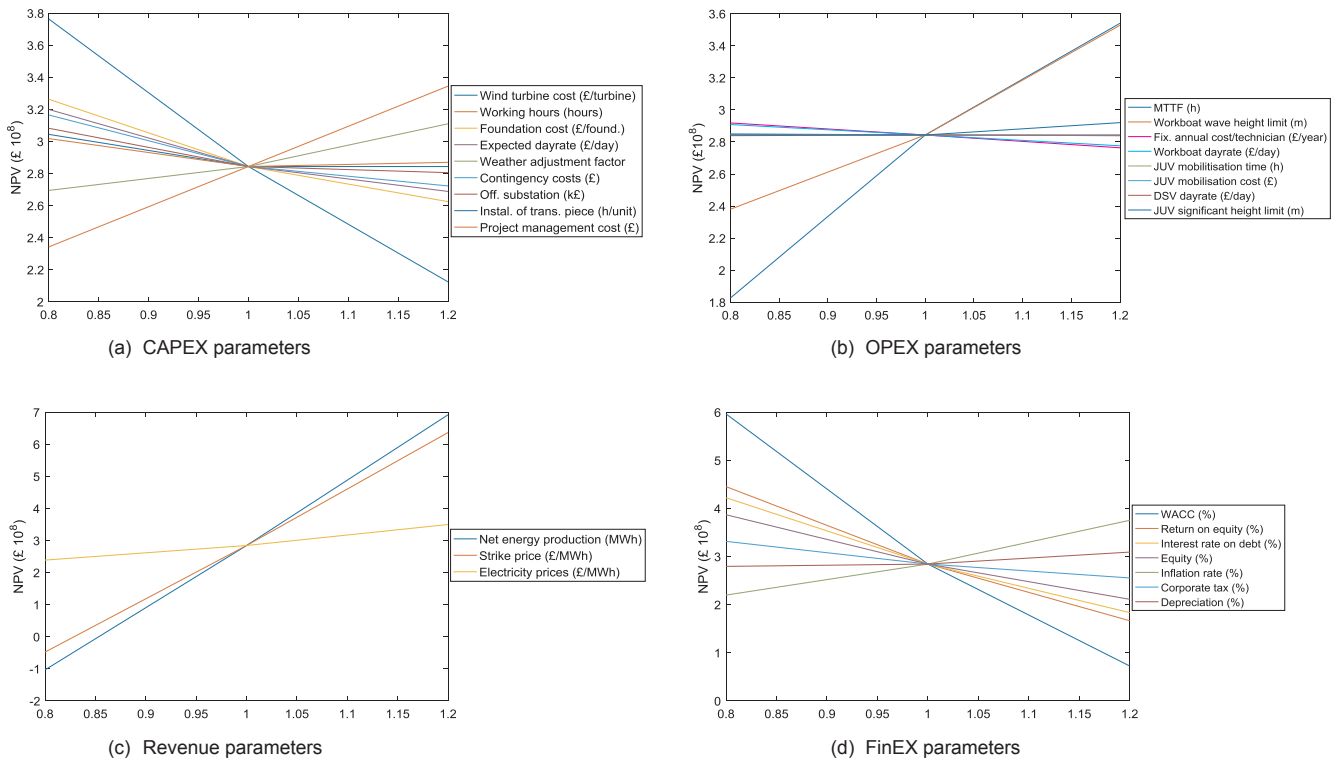 3.8
3.6
3.4
3.2
3
2.8
2.6
2.4
2.2
2
NPV (£ 10^8)
0.8 0.85 0.9 0.95 1 1.05 1.1 1.15 1.2
Wind turbine cost (£/turbine)
Working hours (hours)
Foundation cost (£/found.)
Expected dayrate (£/day)
Weather adjustment factor
Contingency costs (£)
Off. substation (k£)
Instal. of trans. piece (h/unit)
Project management cost (£)
(a) CAPEX parameters
3.6
3.4
3.2
3
2.8
2.6
2.4
2.2
2
1.8
NPV (£ 10^8)
0.8 0.85 0.9 0.95 1 1.05 1.1 1.15 1.2
MTTF (h)
Workboat wave height limit (m)
Fix. annual cost/technician (£/year)
Workboat dayrate (£/day)
JUV mobilitisation time (h)
JUV mobilisation cost (£)
DSV dayrate (£/day)
JUV significant height limit (m)
(b) OPEX parameters
7
6
5
4
3
2
1
0
-1
-2
NPV (£ 10^8)
0.8 0.85 0.9 0.95 1 1.05 1.1 1.15 1.2
Net energy production (MWh)
Strike price (£/MWh)
Electricity prices (£/MWh)
(c) Revenue parameters
6
5
4
3
2
1
0
NPV (£ 10^8)
0.8 0.85 0.9 0.95 1 1.05 1.1 1.15 1.2
WACC (%)
Return on equity (%)
Interest rate on debt (%)
Equity (%)
Inflation rate (%)
Corporate tax (%)
Depreciation (%)
(d) FinEX parameters